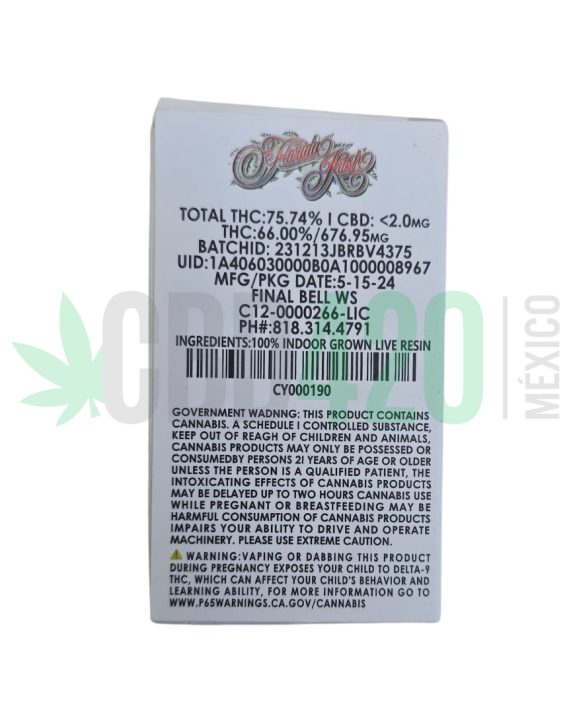 Florida Kush
TOTAL THC:75.74% | CBD: <2.0MG
THC:66.00%/676.95MG
BATCHID: 231213JBRBV4375
UID:1A406030000B0A1000008967
MFG/PKG DATE:5-15-24
FINAL BELL WS
C12-0000266-LIC
PH#:818.314.4791
INGREDIENTS:100% INDOOR GROWN LIVE RESIN
CY000190
CBD420
MÉXICO
GOVERNMENT WADNNG: THIS PRODUCT CONTAINS
CANNABIS. A SCHEDULE I CONTROLLED SUBSTANCE,
KEEP OUT OF REAGH OF CHILDREN AND ANIMALS,
CANNABIS PRODUCTS MAY ONLY BE POSSESSED OR
CONSUMEDBY PERSONS 2I YEARS OF AGE OR OLDER
UNLESS THE PERSON IS A QUALIFIED PATIENT, THE
INTOXICATING EFFECTS OF CANNABIS PRODUCTS
MAY BE DELAYED UP TO TWO HOURS CANNABIS USE
WHILE PREGNANT OR BREASTFEEDING MAY BE
HARMFUL CONSUMPTION OF CANNABIS PRODUCTS
IMPAIRS YOUR ABILITY TO DRIVE AND OPERATE
MACHINERY. PLEASE USE EXTREME CAUTION.
WARNING:VAPING OR DABBING THIS PRODUCT
DURING PREGNANCY EXPOSES YOUR CHILD TO DELTA-9
THC, WHICH CAN AFFECT YOUR CHILD'S BEHAVIOR AND
LEARNING ABILITY, FOR MORE INFORMATION GO TO
WWW.P65WARNINGS.CA.GOV/CANNABIS